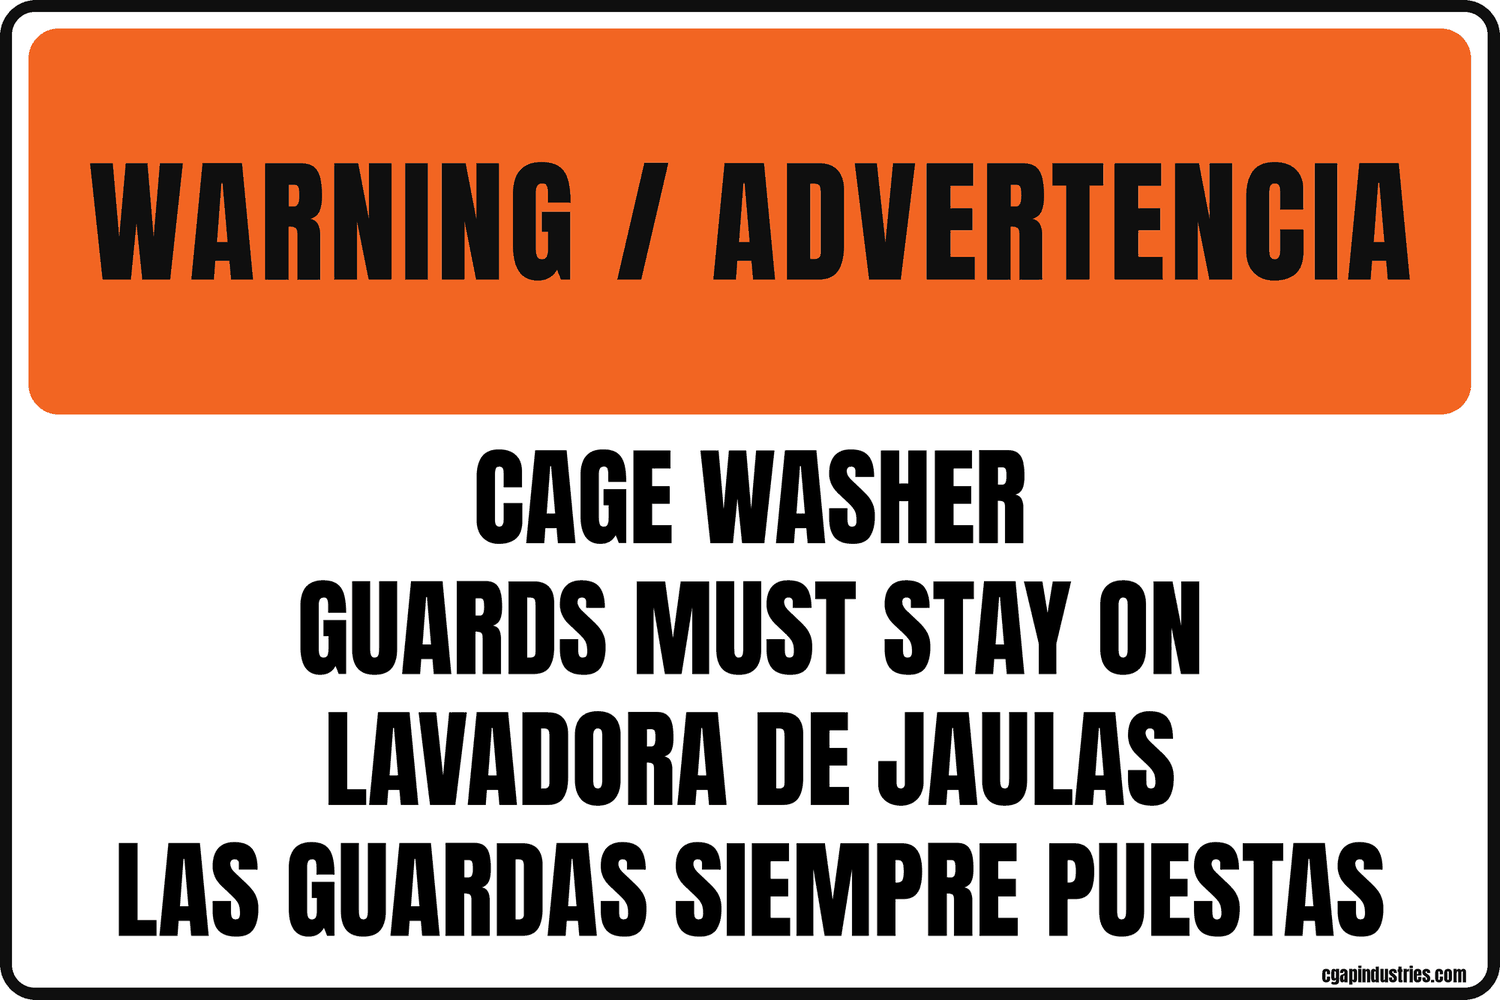 WARNING / ADVERTENCIA
CAGE WASHER
GUARDS MUST STAY ON
LAVADORA DE JAULAS
LAS GUARDAS SIEMPRE PUESTAS
cgapindustries.com